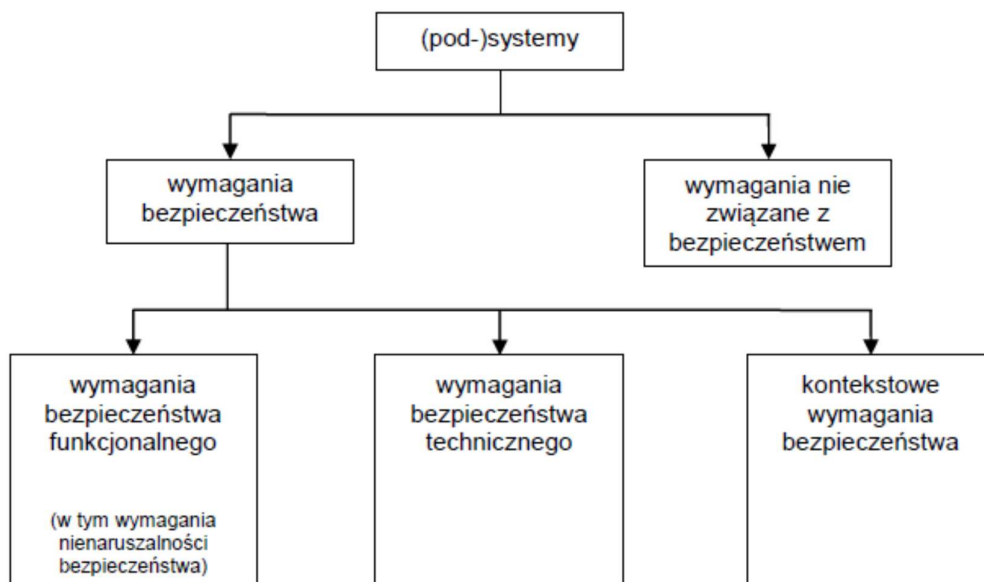 (pod-)systemy
wymagania
bezpieczeństwa
wymagania nie
związane z
bezpieczeństwem
wymagania
bezpieczeństwa
funkcjonalnego
(w tym wymagania
nienaruszalności
bezpieczeństwa)
wymagania
bezpieczeństwa
technicznego
kontekstowe
wymagania
bezpieczeństwa